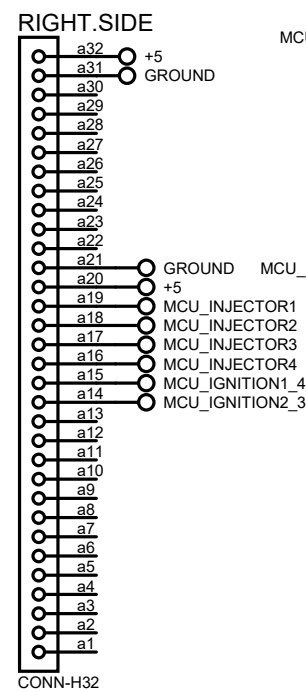 RIGHT.SIDE
MCU
a32 +5
a31 GROUND
a30
a29
a28
a27
a26
a25
a24
a23
a22
a21 GROUND MCU_
a20 +5
a19 MCU_INJECTOR1
a18 MCU_INJECTOR2
a17 MCU_INJECTOR3
a16 MCU_INJECTOR4
a15 MCU_IGNITION1_4
a14 MCU_IGNITION2_3
a13
a12
a11
a10
a9
a8
a7
a6
a5
a4
a3
a2
a1
CONN-H32